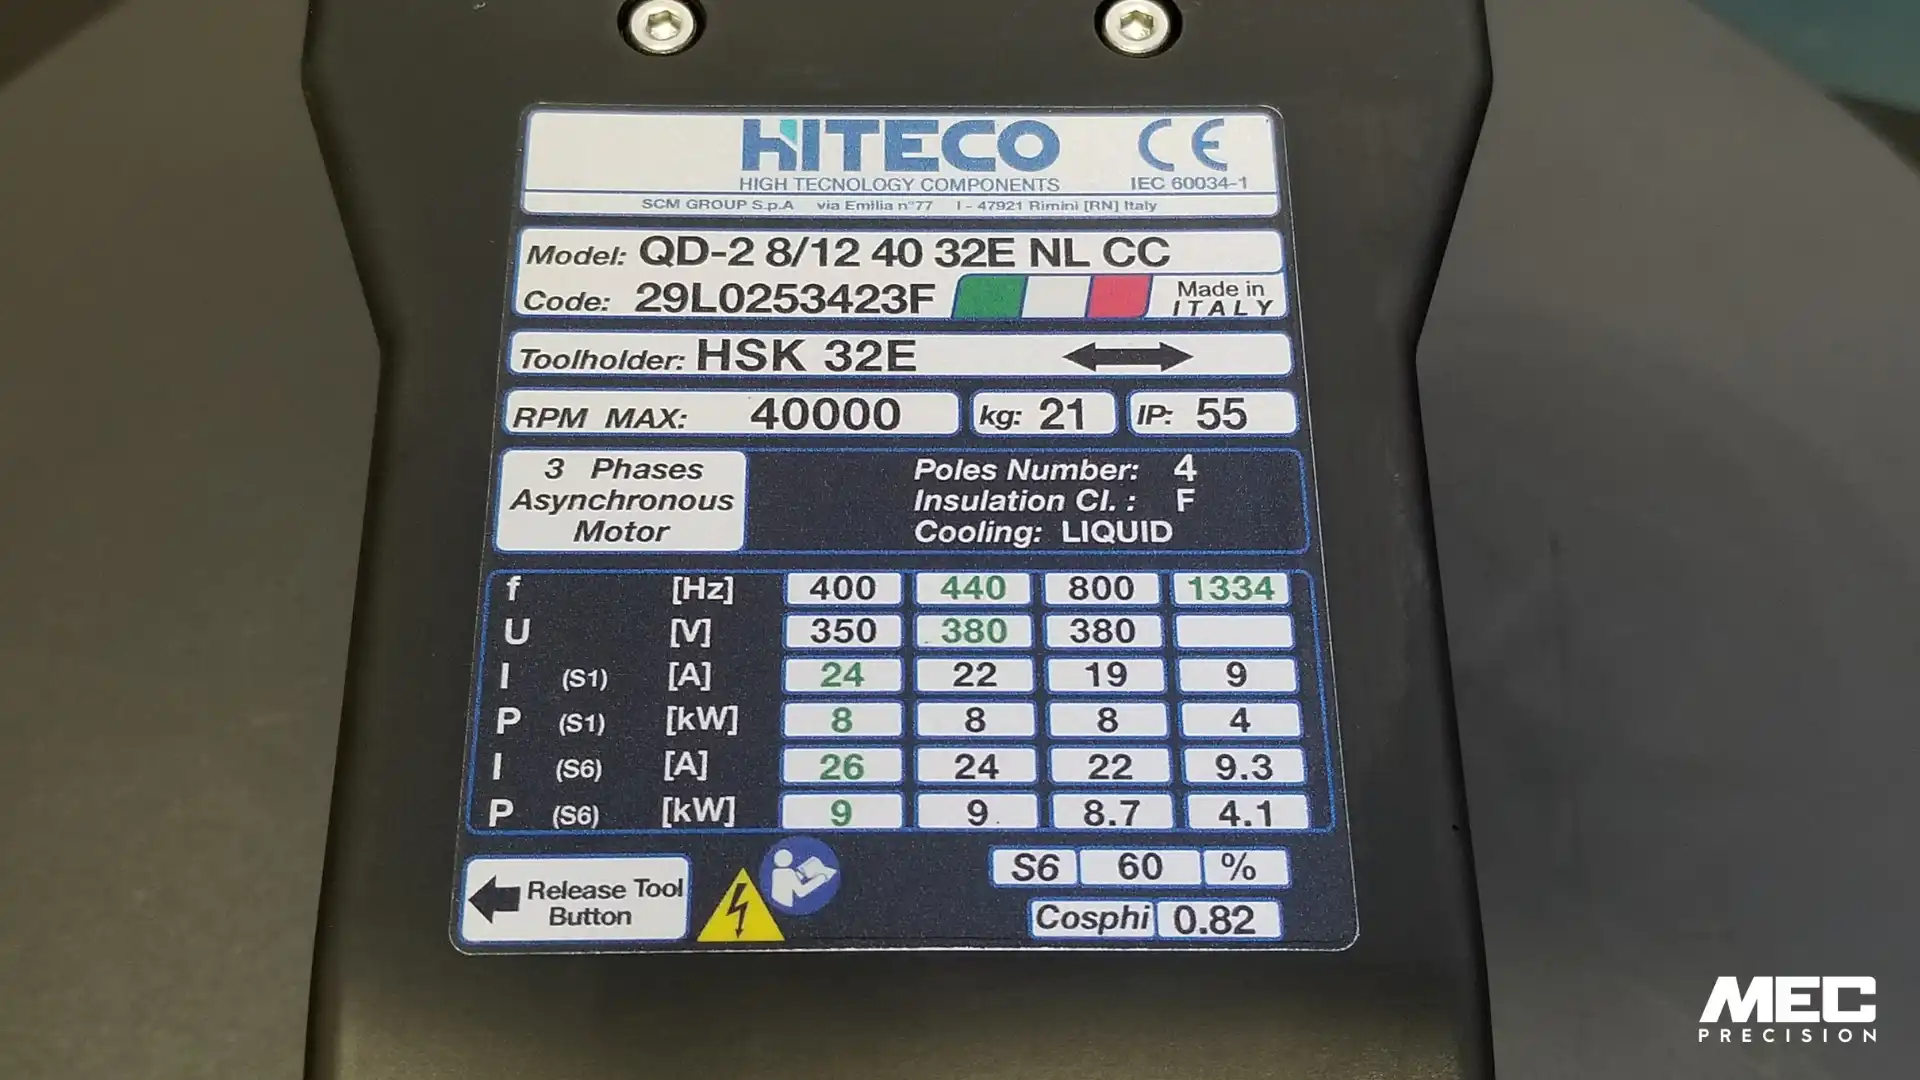 HITECO
CE
HIGH TECNOLOGY COMPONENTS
IEC 60034-1
SCM GROUP S.p.A via Emilia n°77 I - 47921 Rimini [RN] Italy
Model: QD-2 8/12 40 32E NL CC
Code: 29L0253423F
Made in
ITALY
Toolholder: HSK 32E
RPM MAX: 40000 kg: 21 IP: 55
3 Phases
Asynchronous
Motor
Poles Number: 4
Insulation Cl. : F
Cooling: LIQUID
f [Hz] 400 440 800 1334
U [V] 350 380 380
I (S1) [A] 24 22 19 9
P (S1) [kW] 8 8 8 4
I (S6) [A] 26 24 22 9.3
P (S6) [kW] 9 9 8.7 4.1
Release Tool
Button
S6 60 %
Cosphi 0.82
MEC
PRECISION